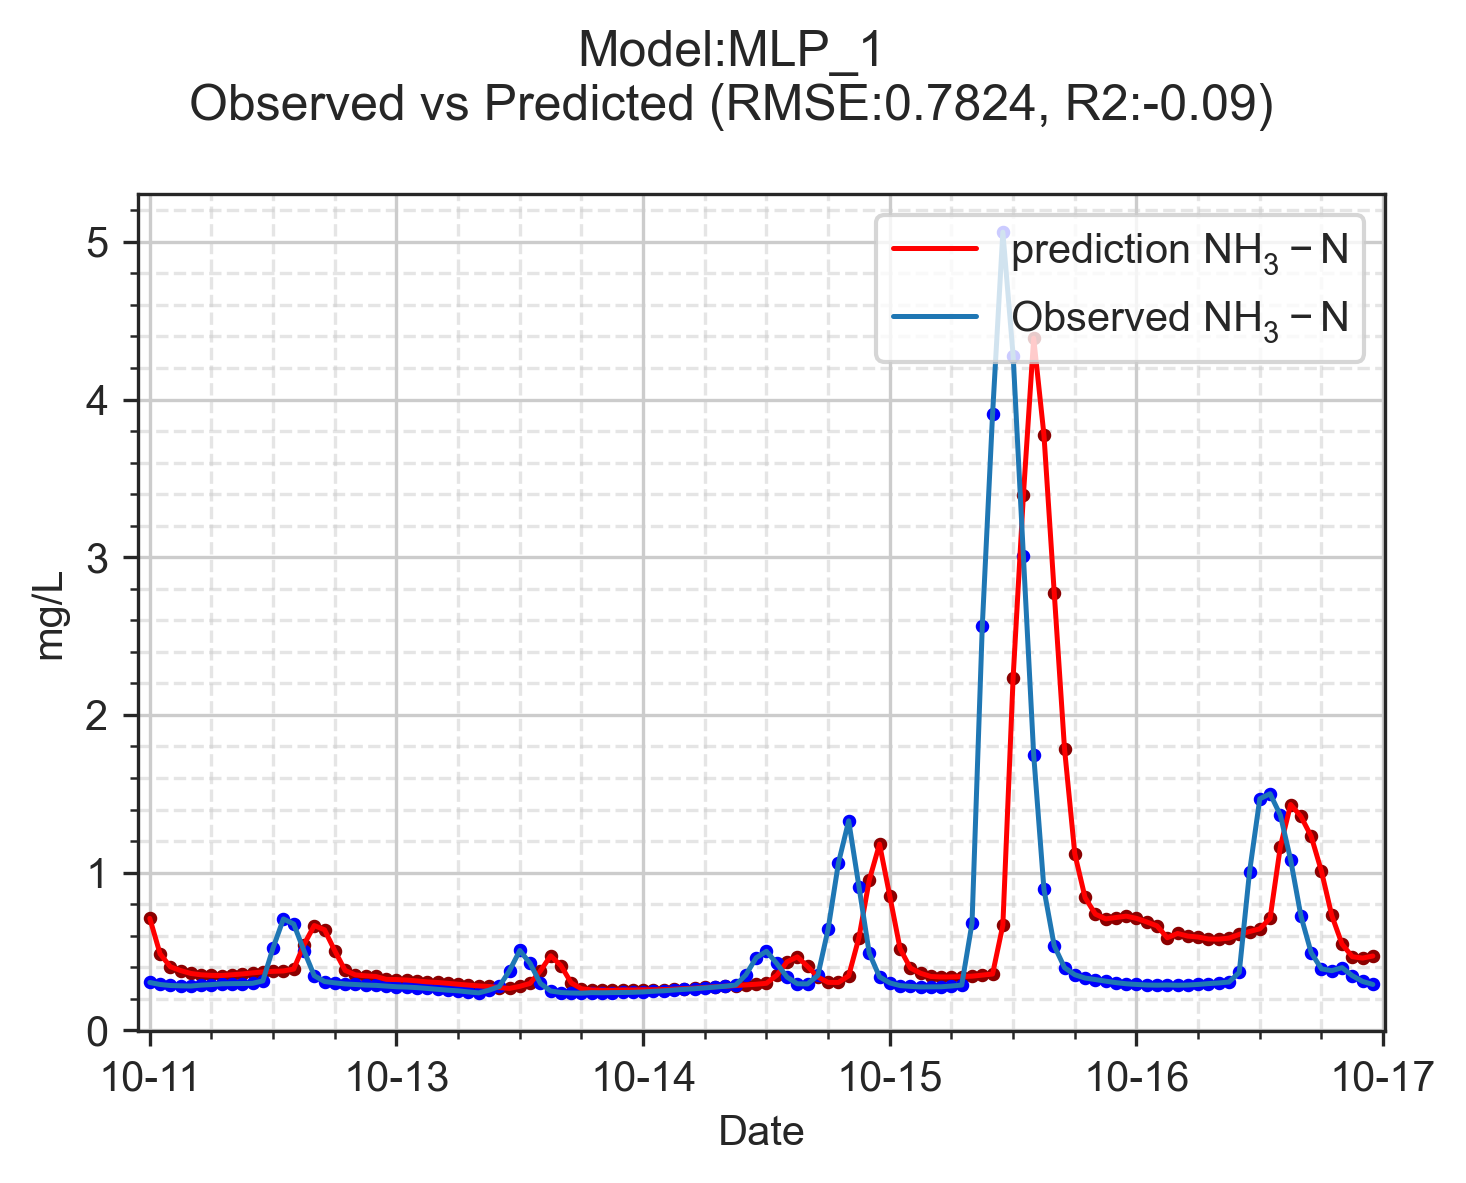 Model:MLP_1
Observed vs Predicted (RMSE:0.7824, R2:-0.09)
prediction NH₃ − N
Observed NH₃ − N
5
4
3
2
1
0
mg/L
10-11 10-13 10-14 10-15 10-16 10-17
Date